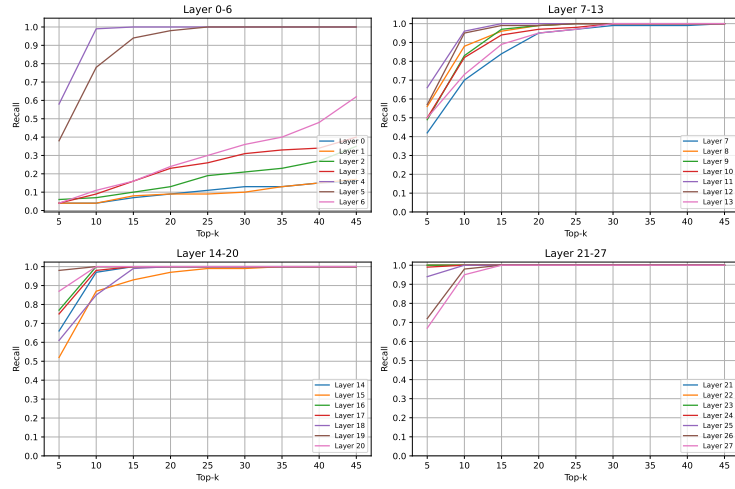 Layer 0-6
1.0
0.9
0.8
0.7
0.6
0.5
0.4
0.3
0.2
0.1
0.0
Recall
5 10 15 20 25 30 35 40 45
Top-k
Layer 0
Layer 1
Layer 2
Layer 3
Layer 4
Layer 5
Layer 6
Layer 7-13
1.0
0.9
0.8
0.7
0.6
0.5
0.4
0.3
0.2
0.1
0.0
Recall
5 10 15 20 25 30 35 40 45
Top-k
Layer 7
Layer 8
Layer 9
Layer 10
Layer 11
Layer 12
Layer 13
Layer 14-20
1.0
0.9
0.8
0.7
0.6
0.5
0.4
0.3
0.2
0.1
0.0
Recall
5 10 15 20 25 30 35 40 45
Top-k
Layer 14
Layer 15
Layer 16
Layer 17
Layer 18
Layer 19
Layer 20
Layer 21-27
1.0
0.9
0.8
0.7
0.6
0.5
0.4
0.3
0.2
0.1
0.0
Recall
5 10 15 20 25 30 35 40 45
Top-k
Layer 21
Layer 22
Layer 23
Layer 24
Layer 25
Layer 26
Layer 27